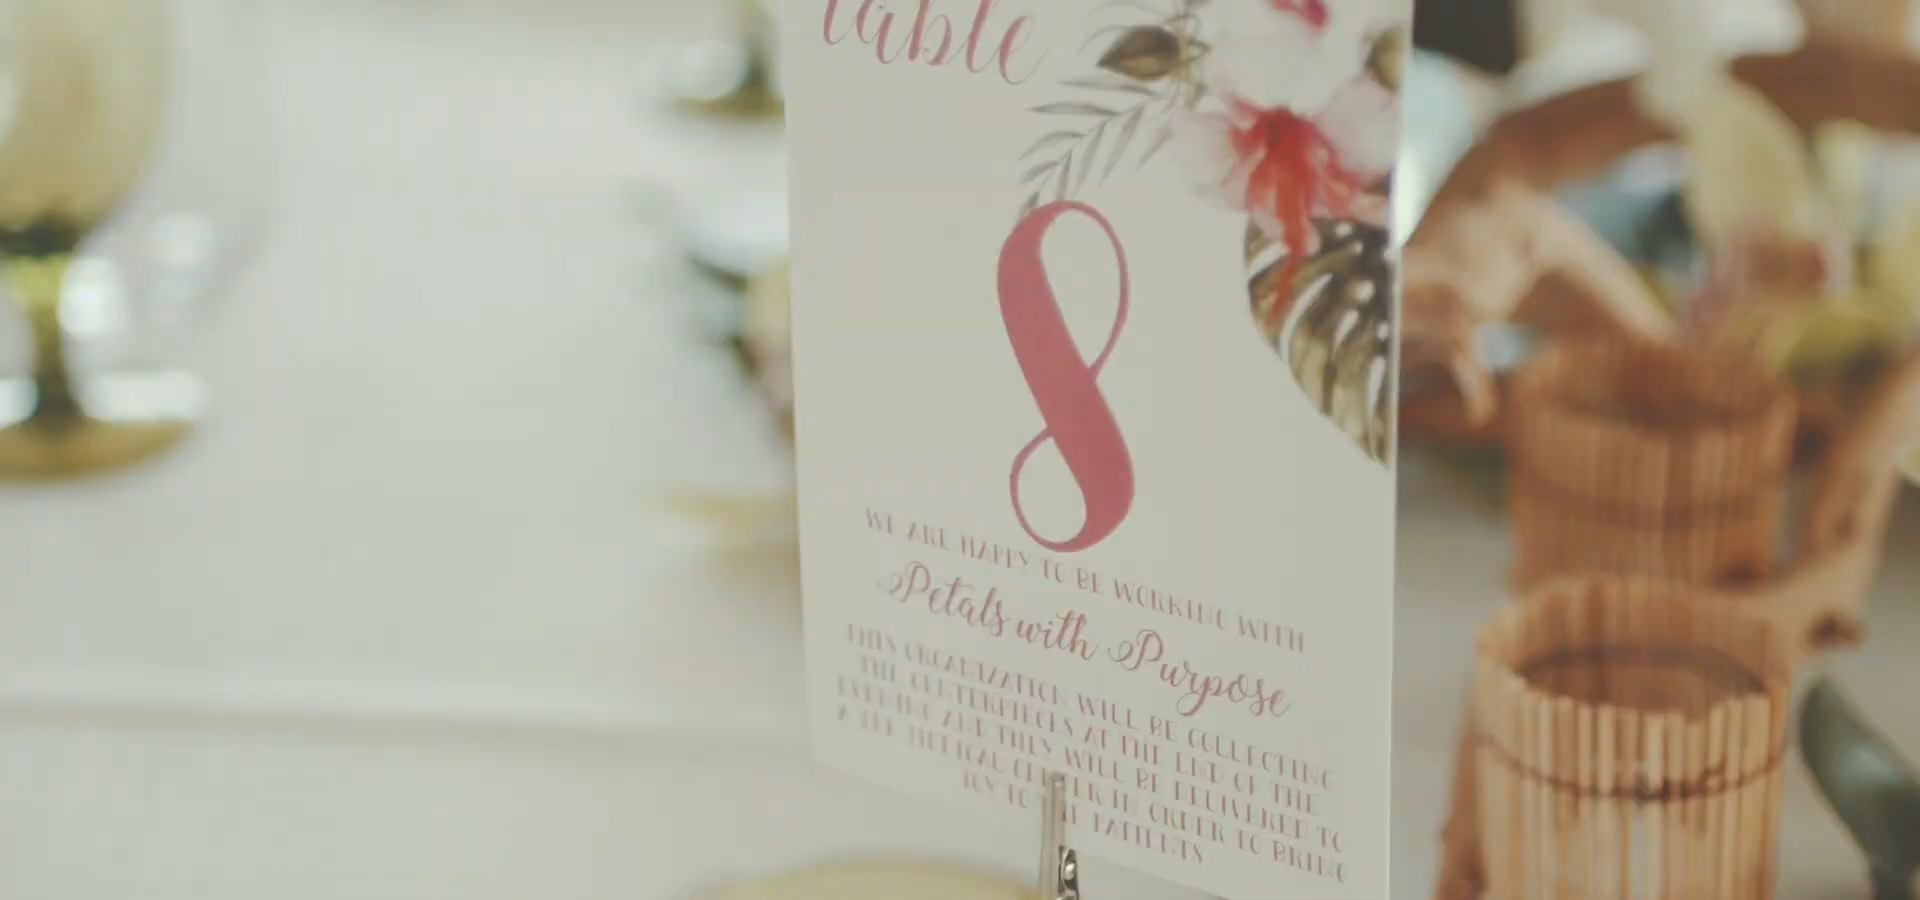 table
8
WE ARE HAPPY TO BE WORKING WITH
Petals with Purpose
THIS ORGANIZATION WILL BE COLLECTING
THE CENTERPIECES AT THE END OF THE
EVENING AND THEY WILL BE DELIVERED TO
A MEDICAL CENTER IN ORDER TO BRING
JOY TO THE PATIENTS